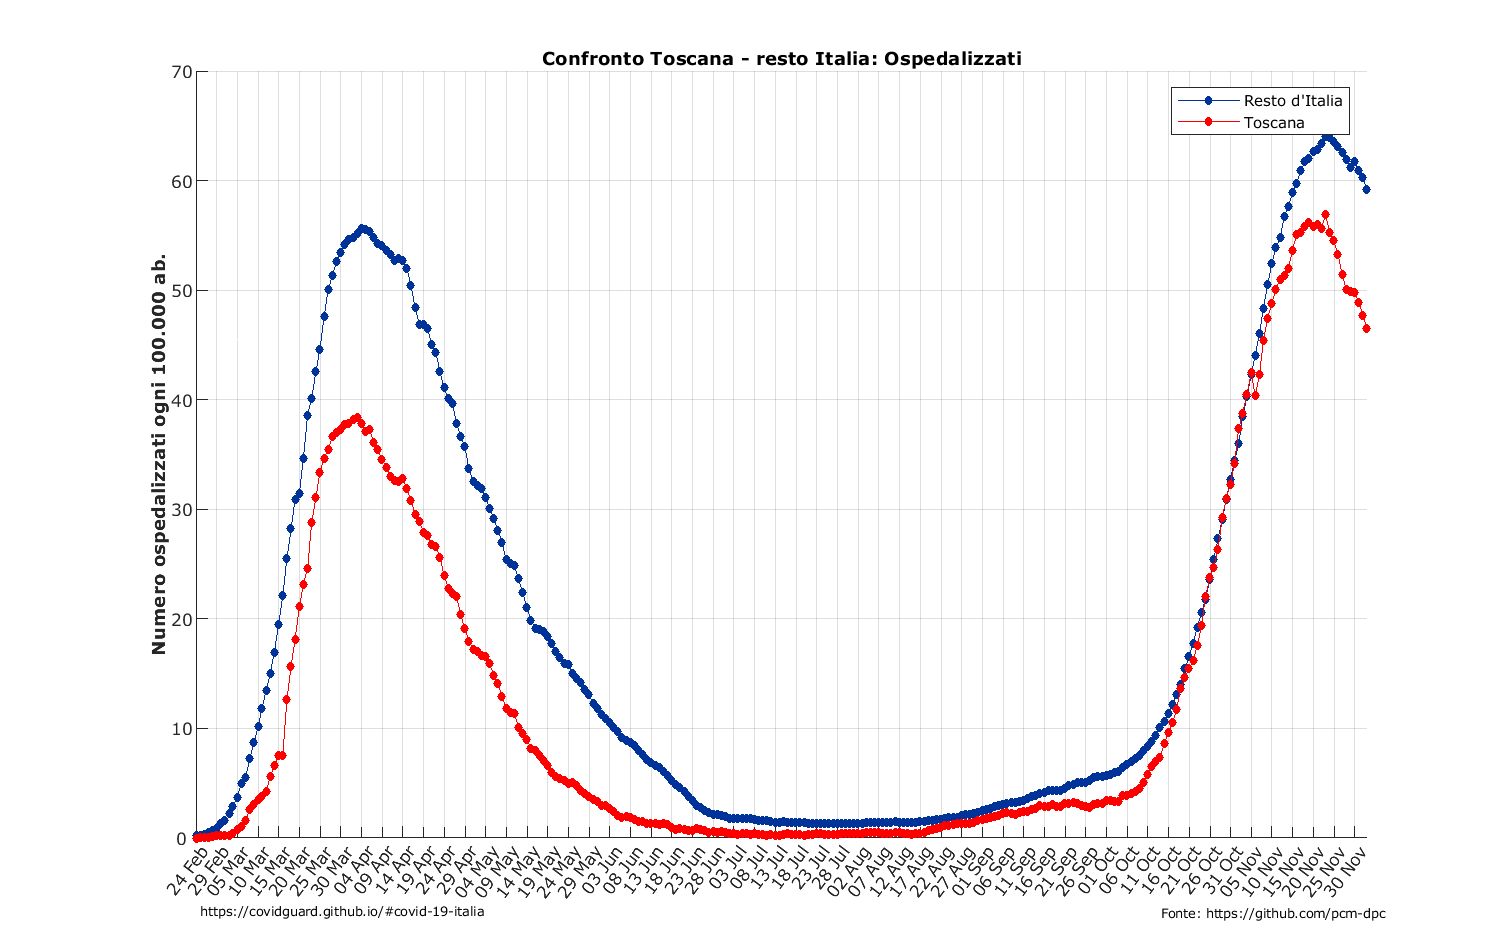 Confronto Toscana - resto Italia: Ospedalizzati
Resto d'Italia
Toscana
Numero ospedalizzati ogni 100.000 ab.
70
60
50
40
30
20
10
0
24 Feb
29 Feb
05 Mar
10 Mar
15 Mar
20 Mar
25 Mar
30 Mar
04 Apr
09 Apr
14 Apr
19 Apr
24 Apr
29 Apr
04 May
09 May
14 May
19 May
24 May
29 May
03 Jun
08 Jun
13 Jun
18 Jun
23 Jun
28 Jun
03 Jul
08 Jul
13 Jul
18 Jul
23 Jul
28 Jul
02 Aug
07 Aug
12 Aug
17 Aug
22 Aug
27 Aug
01 Sep
06 Sep
11 Sep
16 Sep
21 Sep
26 Sep
01 Oct
06 Oct
11 Oct
16 Oct
21 Oct
26 Oct
31 Oct
05 Nov
10 Nov
15 Nov
20 Nov
25 Nov
30 Nov
https://covidguard.github.io/#covid-19-italia
Fonte: https://github.com/pcm-dpc